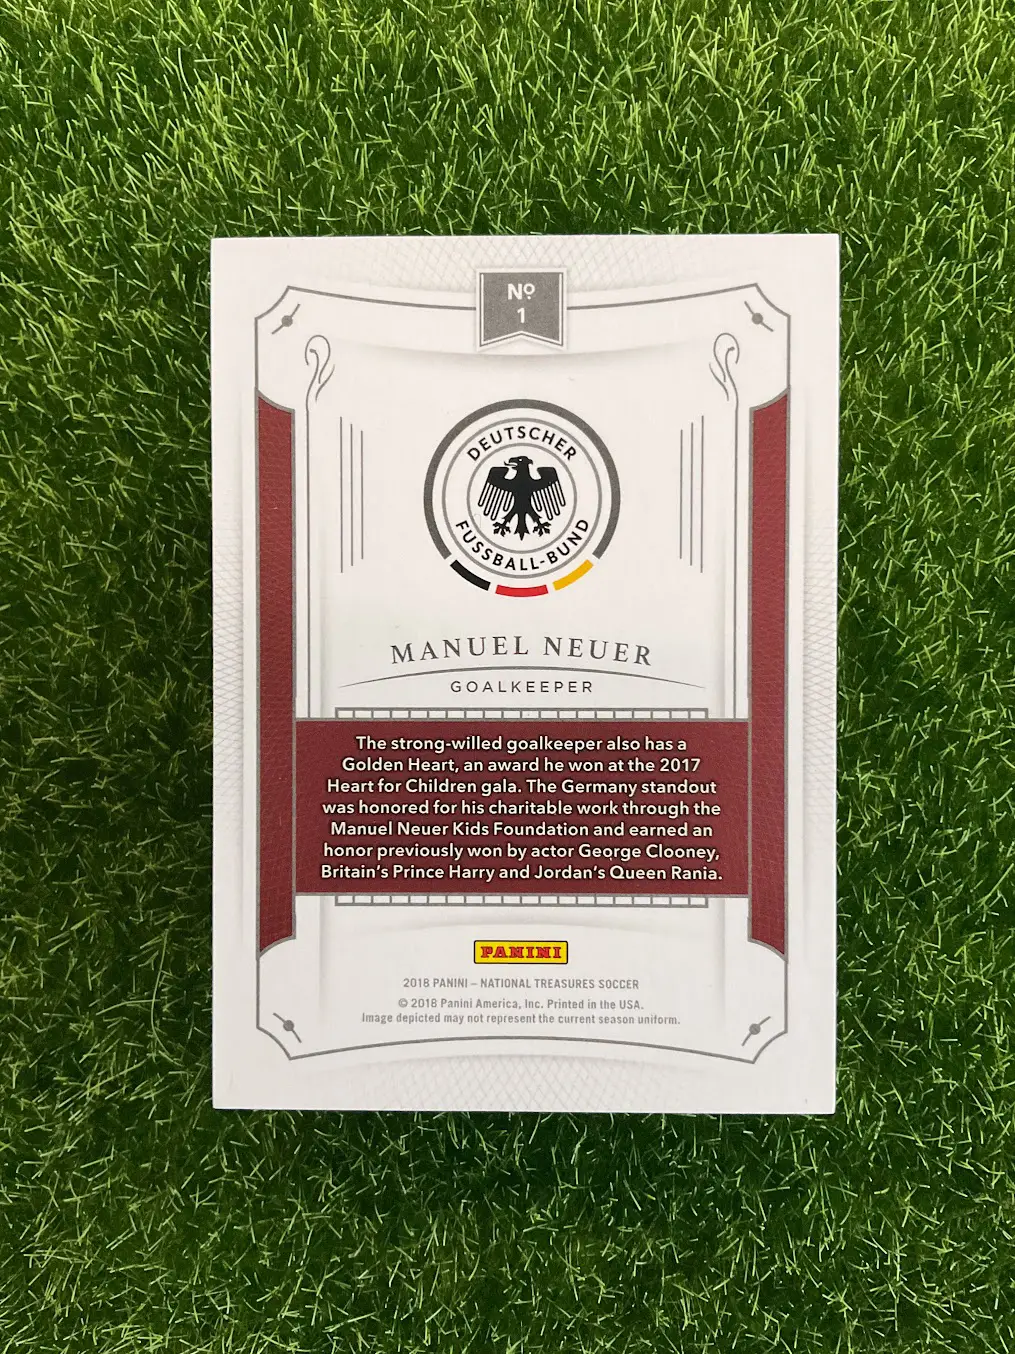 Nº
1
DEUTSCHER
FUSSBALL-BUND
MANUEL NEUER
GOALKEEPER
The strong-willed goalkeeper also has a
Golden Heart, an award he won at the 2017
Heart for Children gala. The Germany standout
was honored for his charitable work through the
Manuel Neuer Kids Foundation and earned an
honor previously won by actor George Clooney,
Britain's Prince Harry and Jordan's Queen Rania.
PANINI
2018 PANINI – NATIONAL TREASURES SOCCER
© 2018 Panini America, Inc. Printed in the USA.
Image depicted may not represent the current season uniform.